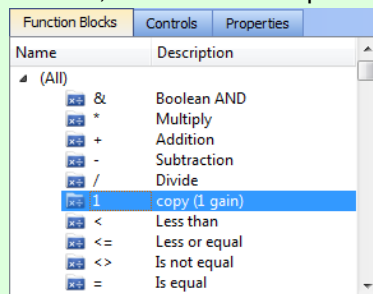 Function Blocks Controls Properties
Name Description
(All)
& Boolean AND
* Multiply
+ Addition
- Subtraction
/ Divide
1 copy (1 gain)
< Less than
<= Less or equal
<> Is not equal
= Is equal